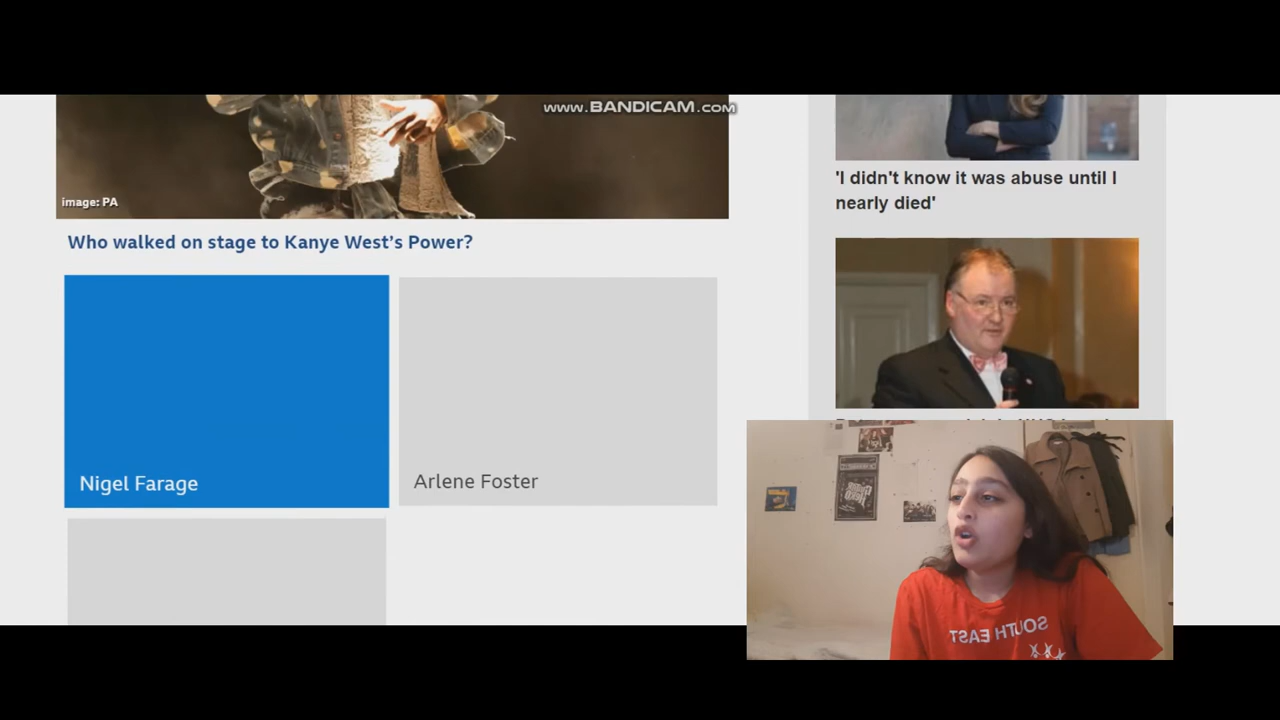 www.BANDICAM.com
image: PA
Who walked on stage to Kanye West's Power?
Nigel Farage
Arlene Foster
'I didn't know it was abuse until I
nearly died'
SOUTH EAST